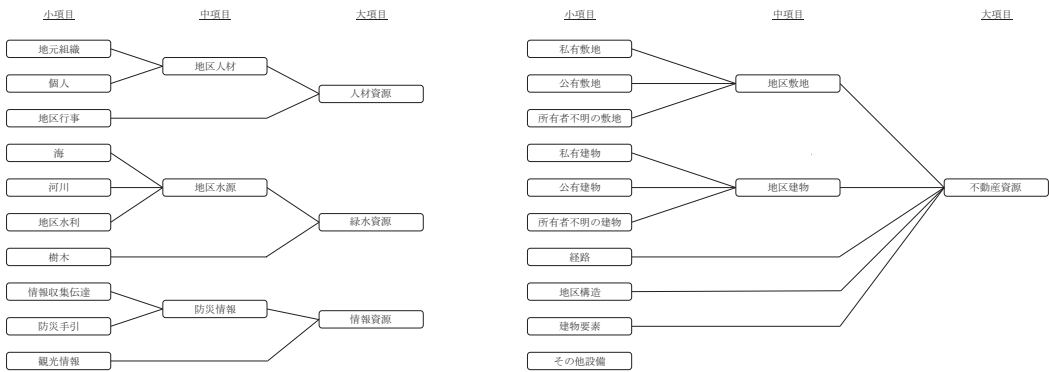 小項目
中項目
大項目
地元組織
個人
地区行事
海
河川
地区水利
樹木
情報収集伝達
防災手引
観光情報
地区人材
地区水源
防災情報
人材資源
緑水資源
情報資源
小項目
中項目
大項目
私有敷地
公有敷地
所有者不明の敷地
私有建物
公有建物
所有者不明の建物
経路
地区構造
建物要素
その他設備
地区敷地
地区建物
不動産資源